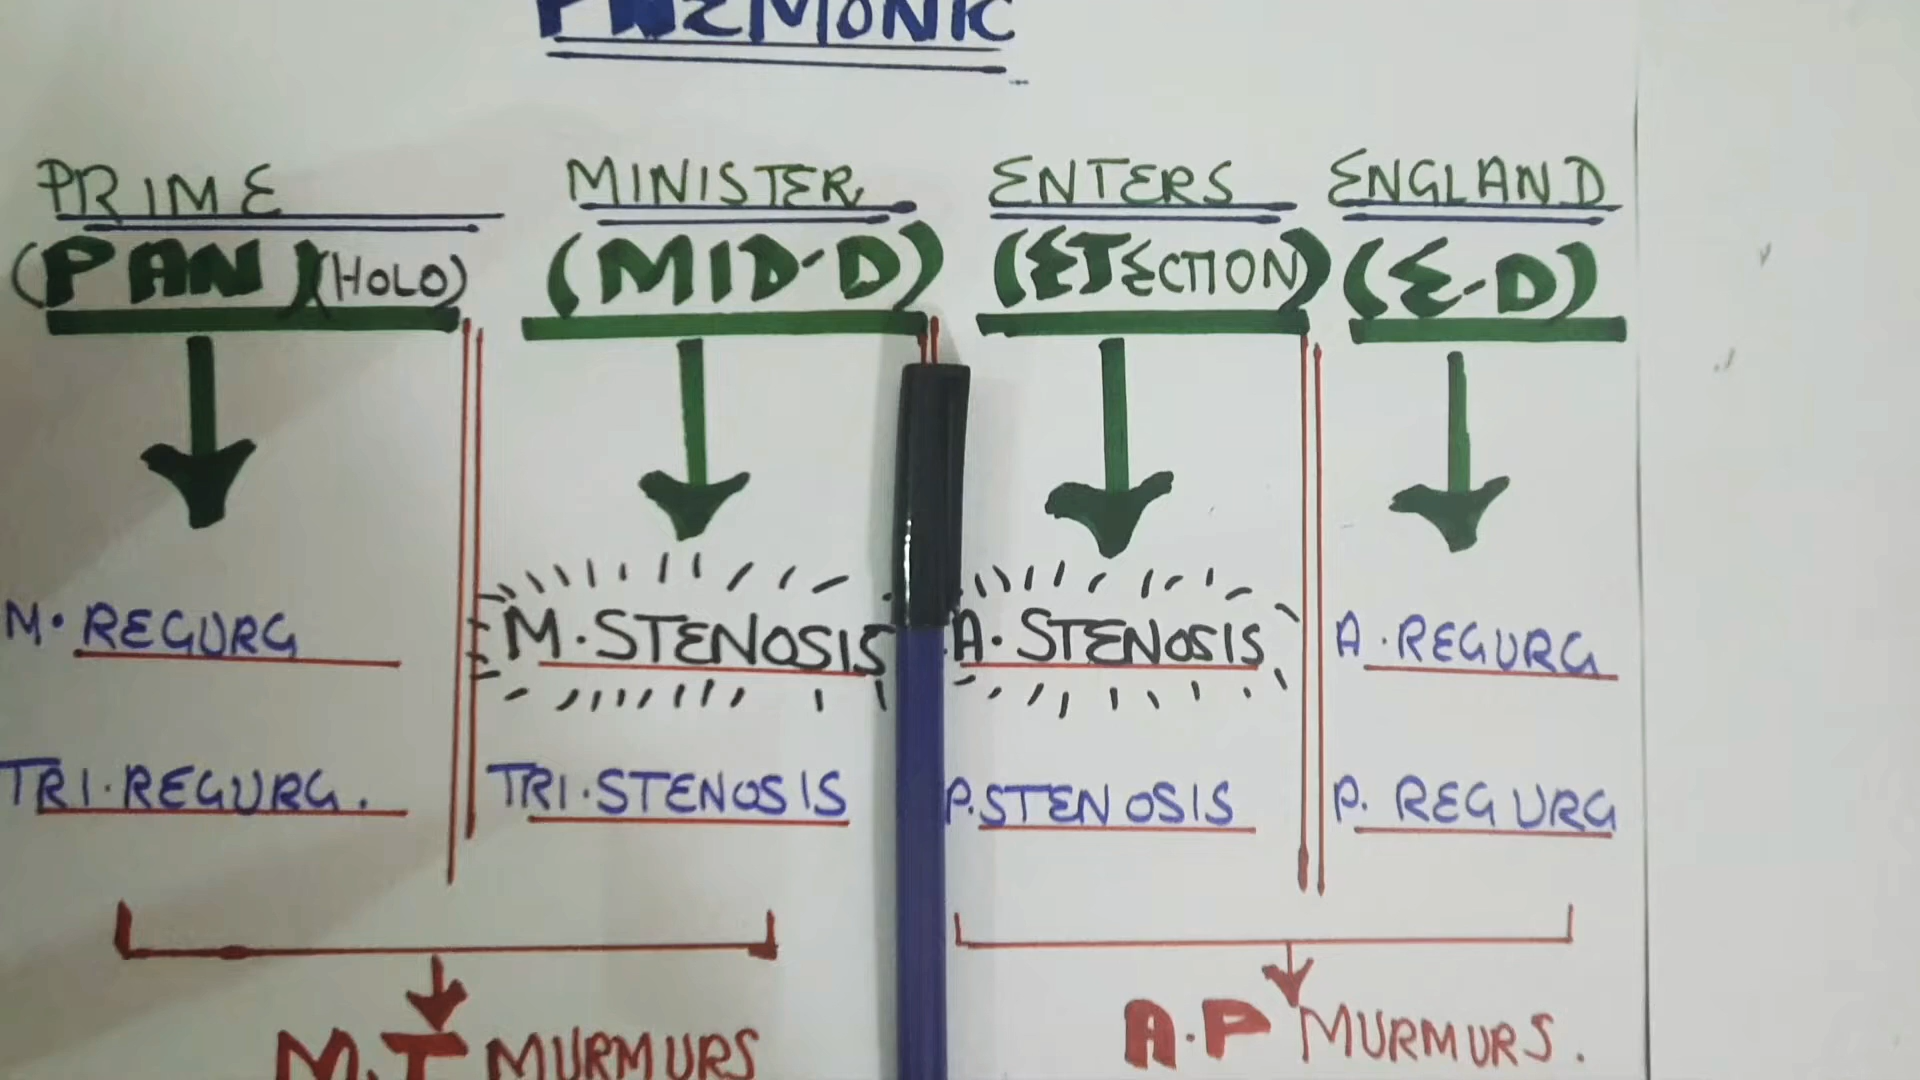 PNEMONIC
PRIME MINISTER ENTERS ENGLAND
(PAN)(HOLO) (MID-D) (EJECTION) (E-D)
M. REGURG M. STENOSIS A. STENOSIS A. REGURG
TRI. REGURG. TRI. STENOSIS P. STENOSIS P. REGURG
M.T MURMURS A.P MURMURS.